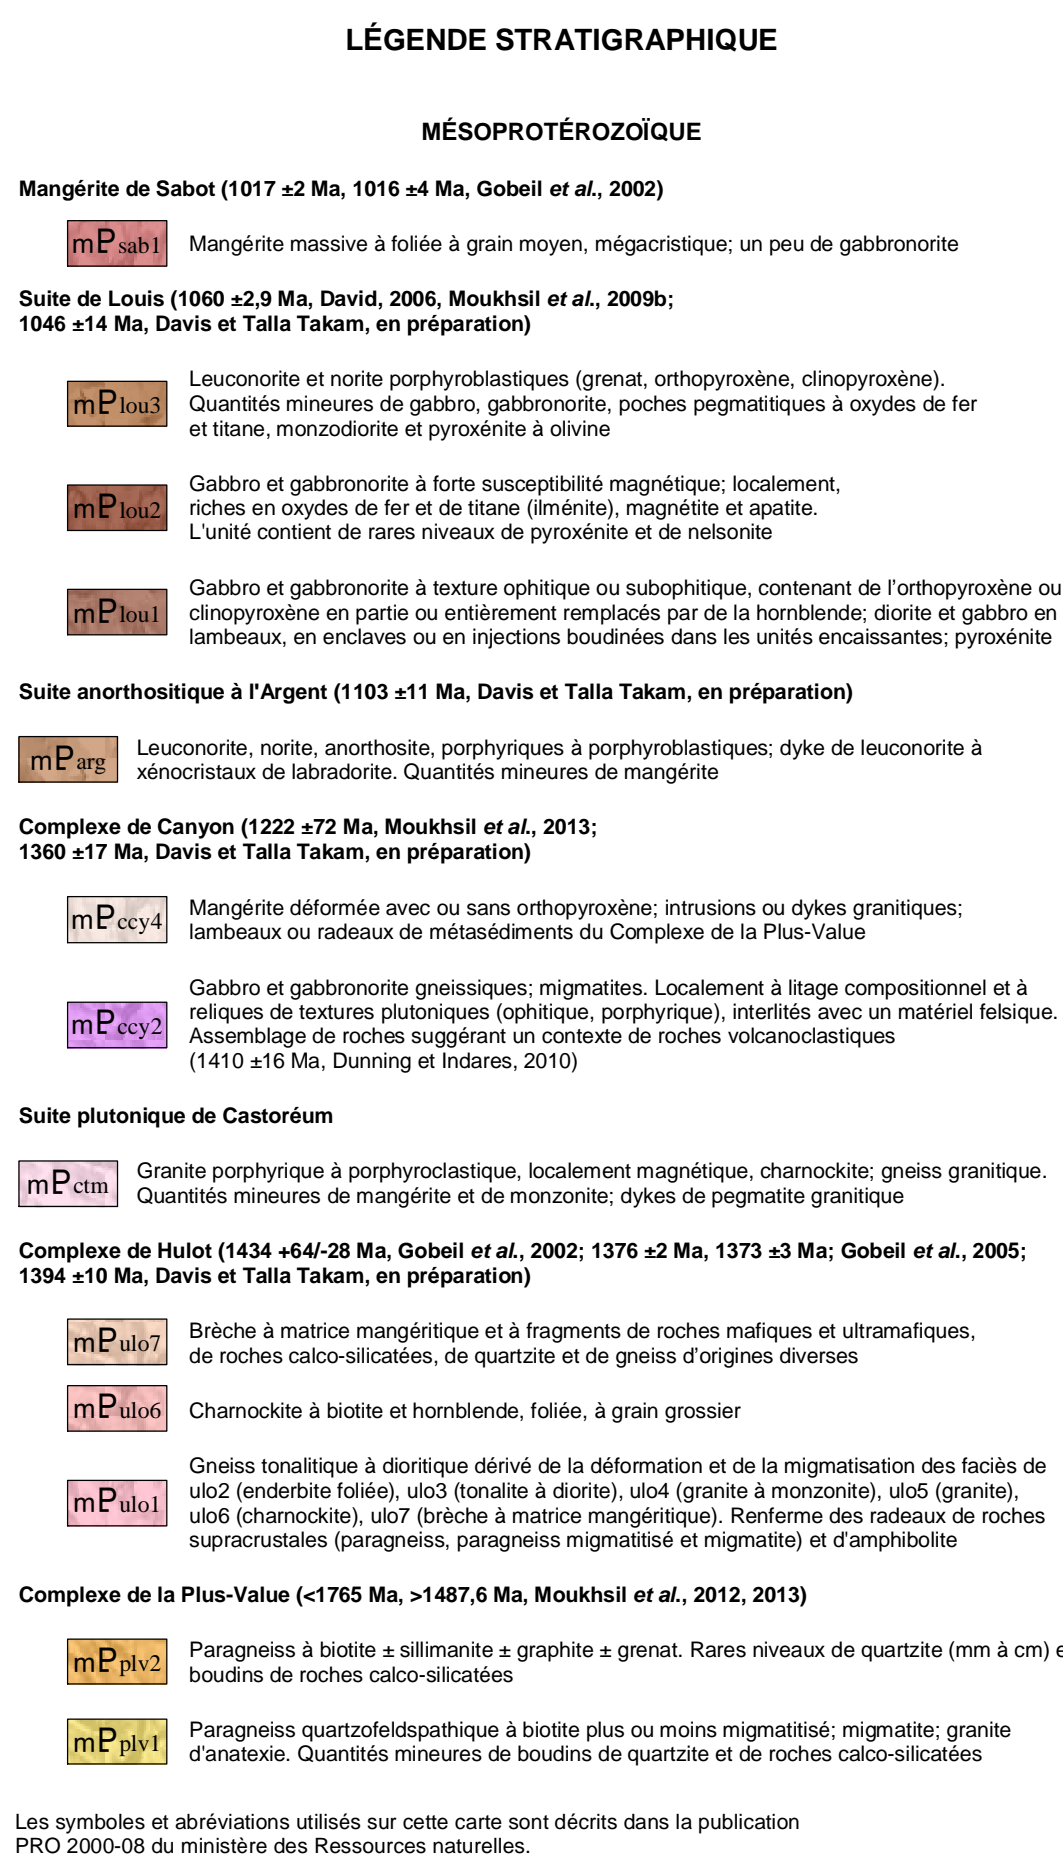 LÉGENDE STRATIGRAPHIQUE
MÉSOPROTÉROZOÏQUE
Mangérite de Sabot (1017 ±2 Ma, 1016 ±4 Ma, Gobeil et al., 2002)
mPsab1 Mangérite massive à foliée à grain moyen, mégacristique; un peu de gabbronorite
Suite de Louis (1060 ±2,9 Ma, David, 2006, Moukhsil et al., 2009b;
1046 ±14 Ma, Davis et Talla Takam, en préparation)
Leuconorite et norite porphyroblastiques (grenat, orthopyroxène, clinopyroxène).
mPlou3 Quantités mineures de gabbro, gabbronorite, poches pegmatitiques à oxydes de fer
et titane, monzodiorite et pyroxénite à olivine
Gabbro et gabbronorite à forte susceptibilité magnétique; localement,
mPlou2 riches en oxydes de fer et de titane (ilménite), magnétite et apatite.
L'unité contient de rares niveaux de pyroxénite et de nelsonite
Gabbro et gabbronorite à texture ophitique ou subophitique, contenant de l’orthopyroxène ou
mPlou1 clinopyroxène en partie ou entièrement remplacés par de la hornblende; diorite et gabbro en
lambeaux, en enclaves ou en injections boudinées dans les unités encaissantes; pyroxénite
Suite anorthositique à l'Argent (1103 ±11 Ma, Davis et Talla Takam, en préparation)
mParg Leuconorite, norite, anorthosite, porphyriques à porphyroblastiques; dyke de leuconorite à
xénocristaux de labradorite. Quantités mineures de mangérite
Complexe de Canyon (1222 ±72 Ma, Moukhsil et al., 2013;
1360 ±17 Ma, Davis et Talla Takam, en préparation)
mPccy4 Mangérite déformée avec ou sans orthopyroxène; intrusions ou dykes granitiques;
lambeaux ou radeaux de métasédiments du Complexe de la Plus-Value
Gabbro et gabbronorite gneissiques; migmatites. Localement à litage compositionnel et à
mPccy2 reliques de textures plutoniques (ophitique, porphyrique), interlités avec un matériel felsique.
Assemblage de roches suggérant un contexte de roches volcanoclastiques
(1410 ±16 Ma, Dunning et Indares, 2010)
Suite plutonique de Castoréum
mPctm Granite porphyrique à porphyroclastique, localement magnétique, charnockite; gneiss granitique.
Quantités mineures de mangérite et de monzonite; dykes de pegmatite granitique
Complexe de Hulot (1434 +64/-28 Ma, Gobeil et al., 2002; 1376 ±2 Ma, 1373 ±3 Ma; Gobeil et al., 2005;
1394 ±10 Ma, Davis et Talla Takam, en préparation)
mPulo7 Brèche à matrice mangéritique et à fragments de roches mafiques et ultramafiques,
de roches calco-silicatées, de quartzite et de gneiss d’origines diverses
mPulo6 Charnockite à biotite et hornblende, foliée, à grain grossier
Gneiss tonalitique à dioritique dérivé de la déformation et de la migmatisation des faciès de
mPulo1 ulo2 (enderbite foliée), ulo3 (tonalite à diorite), ulo4 (granite à monzonite), ulo5 (granite),
ulo6 (charnockite), ulo7 (brèche à matrice mangéritique). Renferme des radeaux de roches
supracrustales (paragneiss, paragneiss migmatitisé et migmatite) et d'amphibolite
Complexe de la Plus-Value (<1765 Ma, >1487,6 Ma, Moukhsil et al., 2012, 2013)
mPplv2 Paragneiss à biotite ± sillimanite ± graphite ± grenat. Rares niveaux de quartzite (mm à cm)
boudins de roches calco-silicatées
mPplv1 Paragneiss quartzofeldspathique à biotite plus ou moins migmatitisé; migmatite; granite
d'anatexie. Quantités mineures de boudins de quartzite et de roches calco-silicatées
Les symboles et abréviations utilisés sur cette carte sont décrits dans la publication
PRO 2000-08 du ministère des Ressources naturelles.